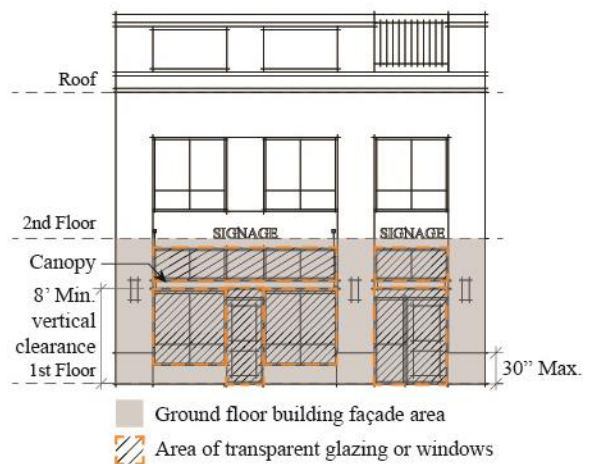 Roof
2nd Floor
SIGNAGE
SIGNAGE
Canopy
8’ Min.
vertical
clearance
1st Floor
30” Max.
Ground floor building façade area
Area of transparent glazing or windows